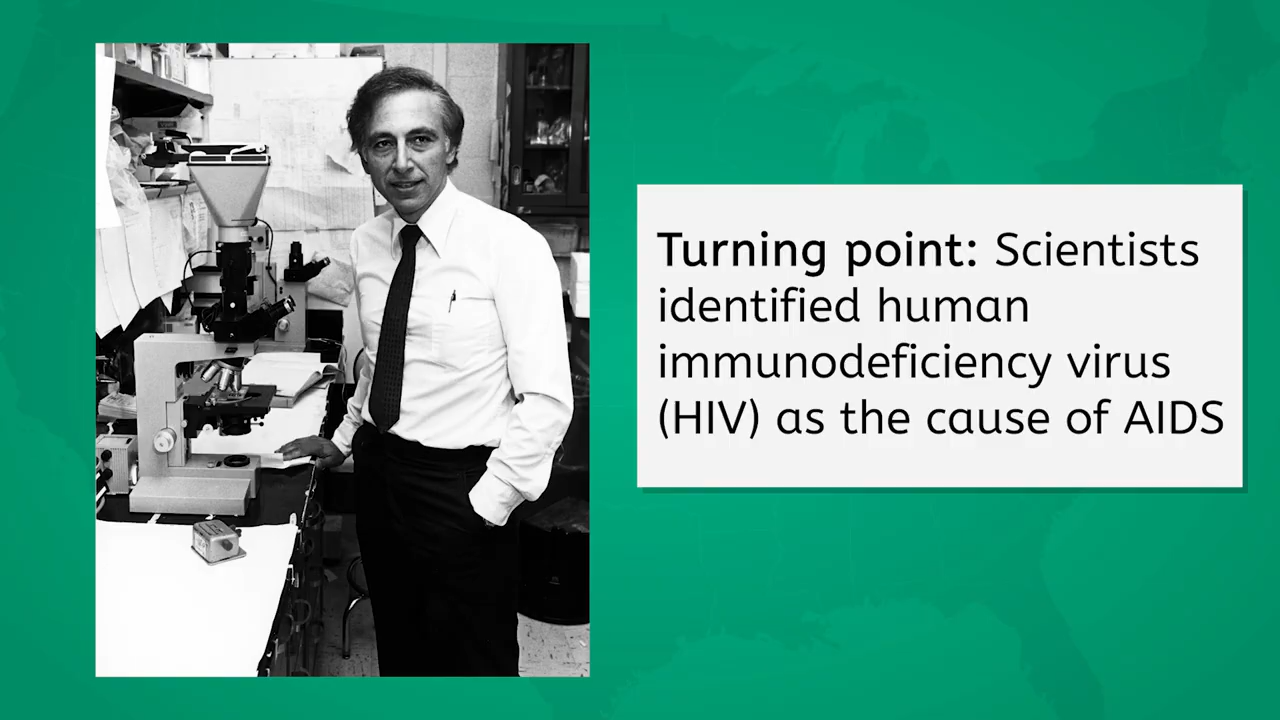 Turning point: Scientists
identified human
immunodeficiency virus
(HIV) as the cause of AIDS